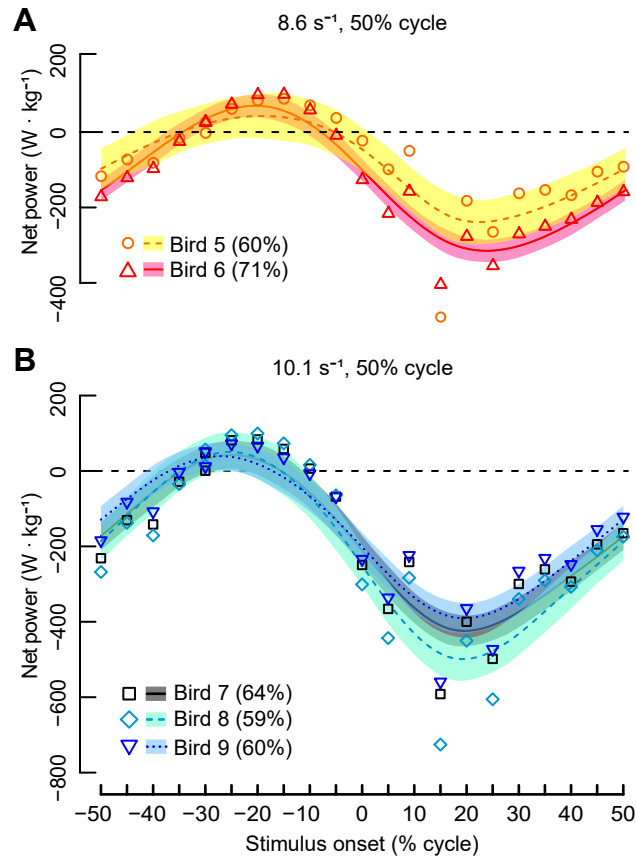 A
8.6 s⁻¹, 50% cycle
Net power (W · kg⁻¹)
200
0
−200
−400
Bird 5 (60%)
Bird 6 (71%)
B
10.1 s⁻¹, 50% cycle
Net power (W · kg⁻¹)
200
0
−200
−400
−600
−800
Bird 7 (64%)
Bird 8 (59%)
Bird 9 (60%)
−50 −40 −30 −20 −10 0 10 20 30 40 50
Stimulus onset (% cycle)